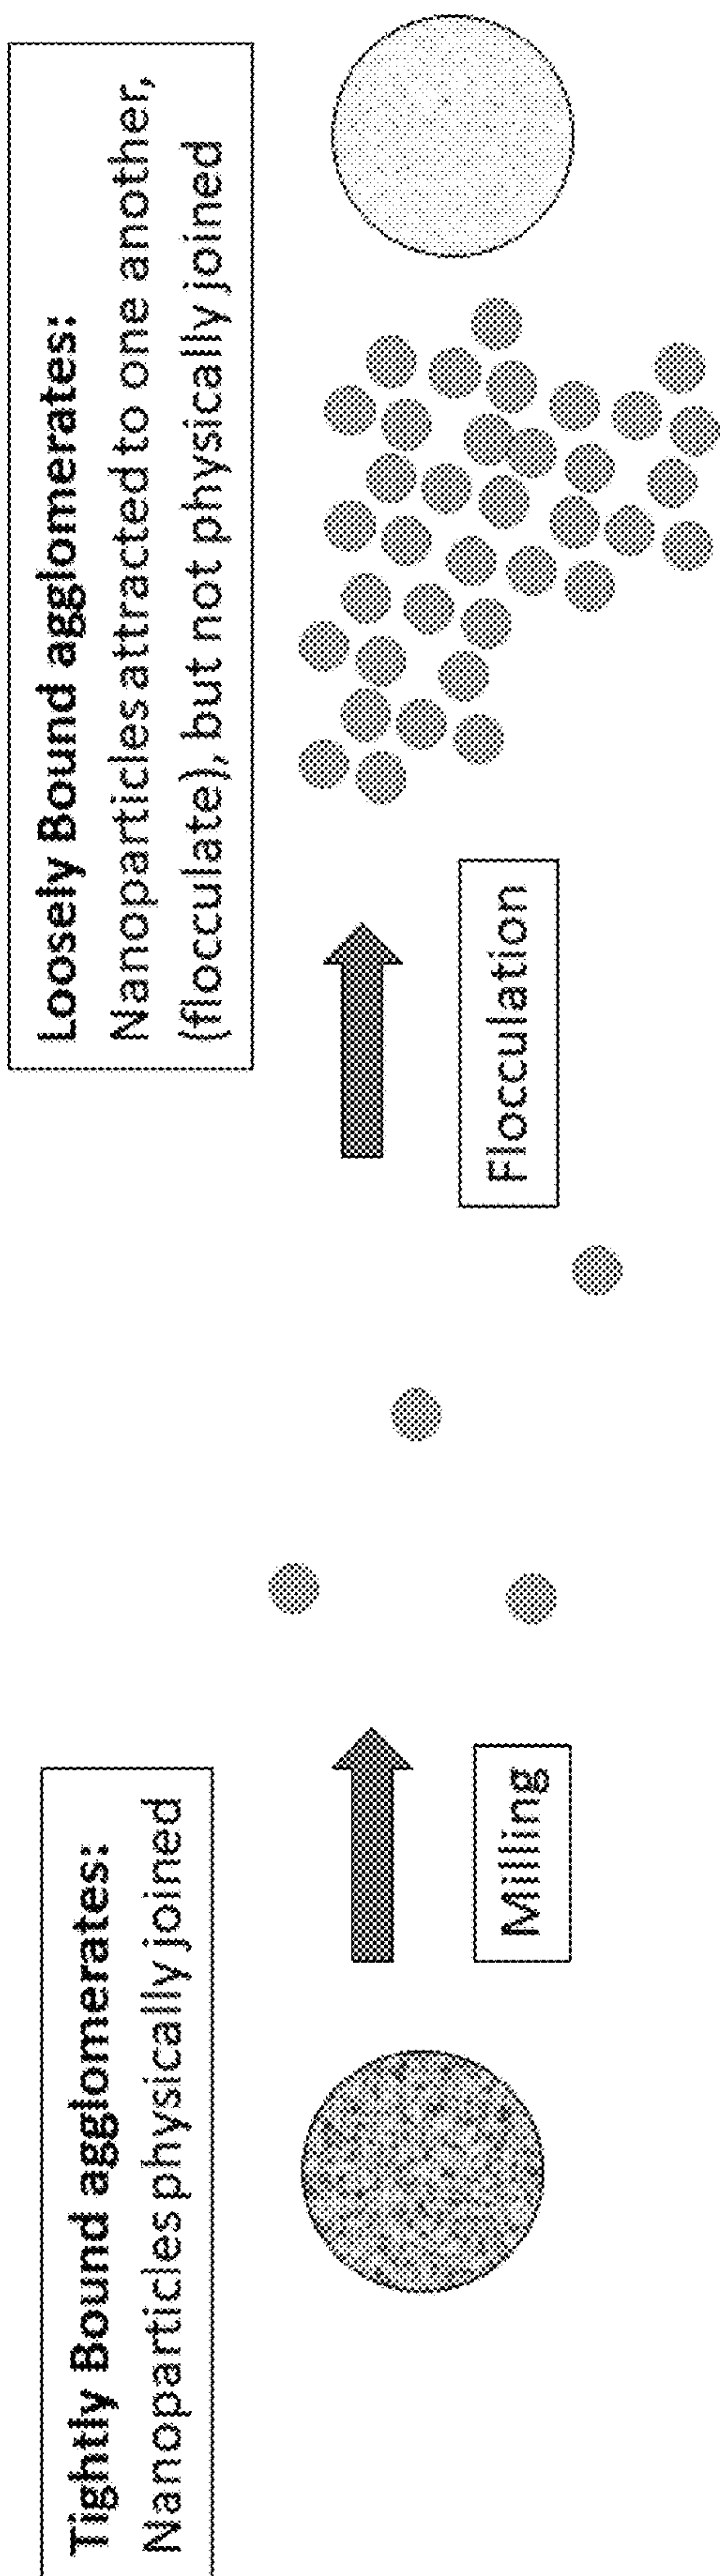 Tightly Bound agglomerates:
Nanoparticles physically joined
Milling
Flocculation
Loosely Bound agglomerates:
Nanoparticles attracted to one another,
(flocculate), but not physically joined